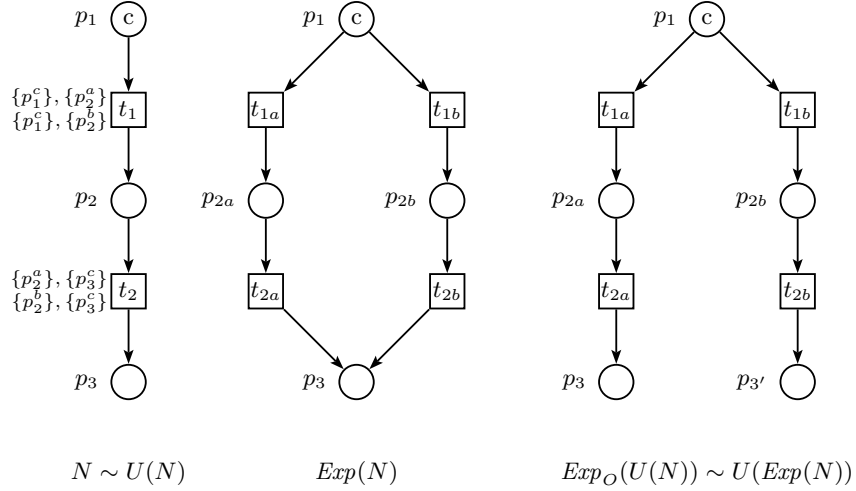 p₁ c p₁ c p₁ c
{p₁ᶜ}, {p₂ᵃ}
{p₁ᶜ}, {p₂ᵇ}
t₁ t₁ₐ t₁b t₁ₐ t₁b
p₂ p₂ₐ p₂b p₂ₐ p₂b
{p₂ᵃ}, {p₃ᶜ}
{p₂ᵇ}, {p₃ᶜ}
t₂ t₂ₐ t₂b t₂ₐ t₂b
p₃ p₃ p₃ p₃′
N ∼ U(N) Exp(N) Exp_O(U(N)) ∼ U(Exp(N))